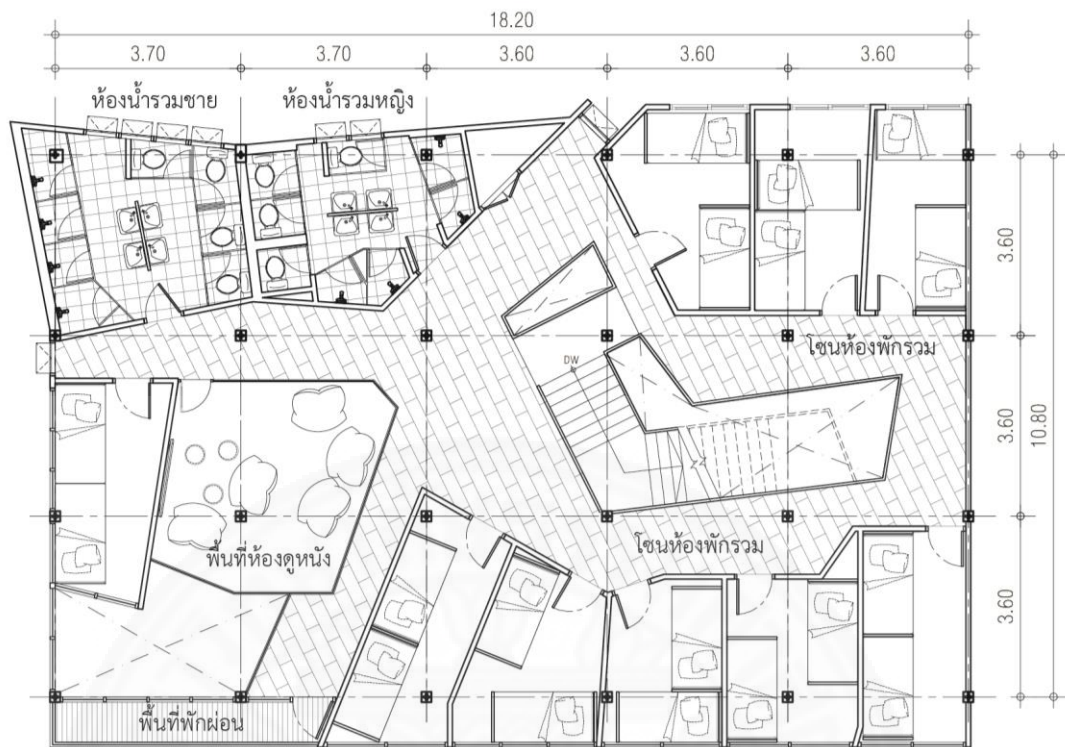 18.20
3.70 3.70 3.60 3.60 3.60
ห้องน้ำรวมชาย ห้องน้ำรวมหญิง
3.60
โซนห้องพักรวม
DW
3.60
10.80
พื้นที่ห้องดูหนัง
โซนห้องพักรวม
3.60
พื้นที่พักผ่อน